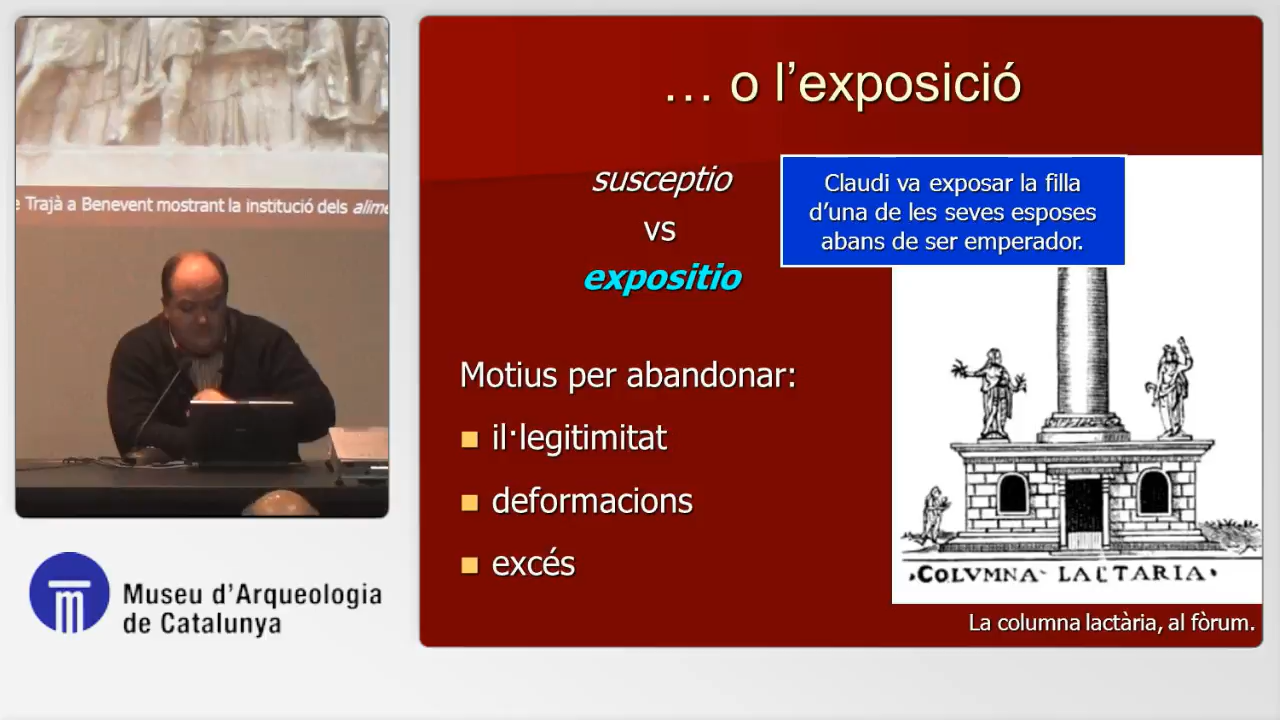 e Trajà a Benevent mostrant la institució dels alime
Museu d'Arqueologia
de Catalunya
… o l'exposició
susceptio
vs
expositio
Claudi va exposar la filla
d'una de les seves esposes
abans de ser emperador.
Motius per abandonar:
il·legitimitat
deformacions
excés
·COLVMNA LACTARIA·
La columna lactària, al fòrum.